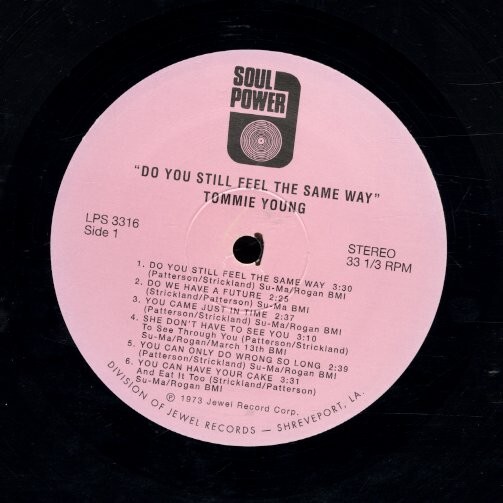 SOUL
POWER
"DO YOU STILL FEEL THE SAME WAY"
TOMMIE YOUNG
LPS 3316
Side 1
STEREO
33 1/3 RPM
1. DO YOU STILL FEEL THE SAME WAY 3:30
(Patterson/Strickland) Su-Ma/Rogan BMI
2. DO WE HAVE A FUTURE 2:25
(Strickland/Patterson) Su-Ma BMI
3. YOU CAME JUST IN TIME 2:37
(Patterson/Strickland) Su-Ma/Rogan BMI
4. SHE DON'T HAVE TO SEE YOU 3:10
To See Through You (Patterson/Strickland)
Su-Ma/Rogan/March 13th BMI
5. YOU CAN ONLY DO WRONG SO LONG 2:39
(Patterson/Strickland) Su-Ma/Rogan BMI
6. YOU CAN HAVE YOUR CAKE 3:31
And Eat It Too (Strickland/Patterson)
Su-Ma/Rogan BMI
℗ 1973 Jewel Record Corp.
DIVISION OF JEWEL RECORDS — SHREVEPORT, LA.